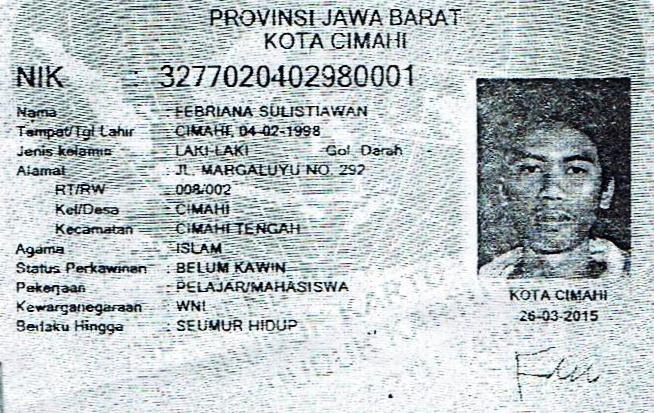 PROVINSI JAWA BARAT
KOTA CIMAHI
NIK : 3277020402980001
Nama : FEBRIANA SULISTIAWAN
Tempat/Tgl Lahir : CIMAHI, 04-02-1998
Jenis kelamin : LAKI-LAKI Gol. Darah
Alamat : JL. MARGALUYU NO. 292
RT/RW : 008/002
Kel/Desa : CIMAHI
Kecamatan : CIMAHI TENGAH
Agama : ISLAM
Status Perkawinan : BELUM KAWIN
Pekerjaan : PELAJAR/MAHASISWA
Kewarganegaraan : WNI
Berlaku Hingga : SEUMUR HIDUP
KOTA CIMAHI
26-03-2015